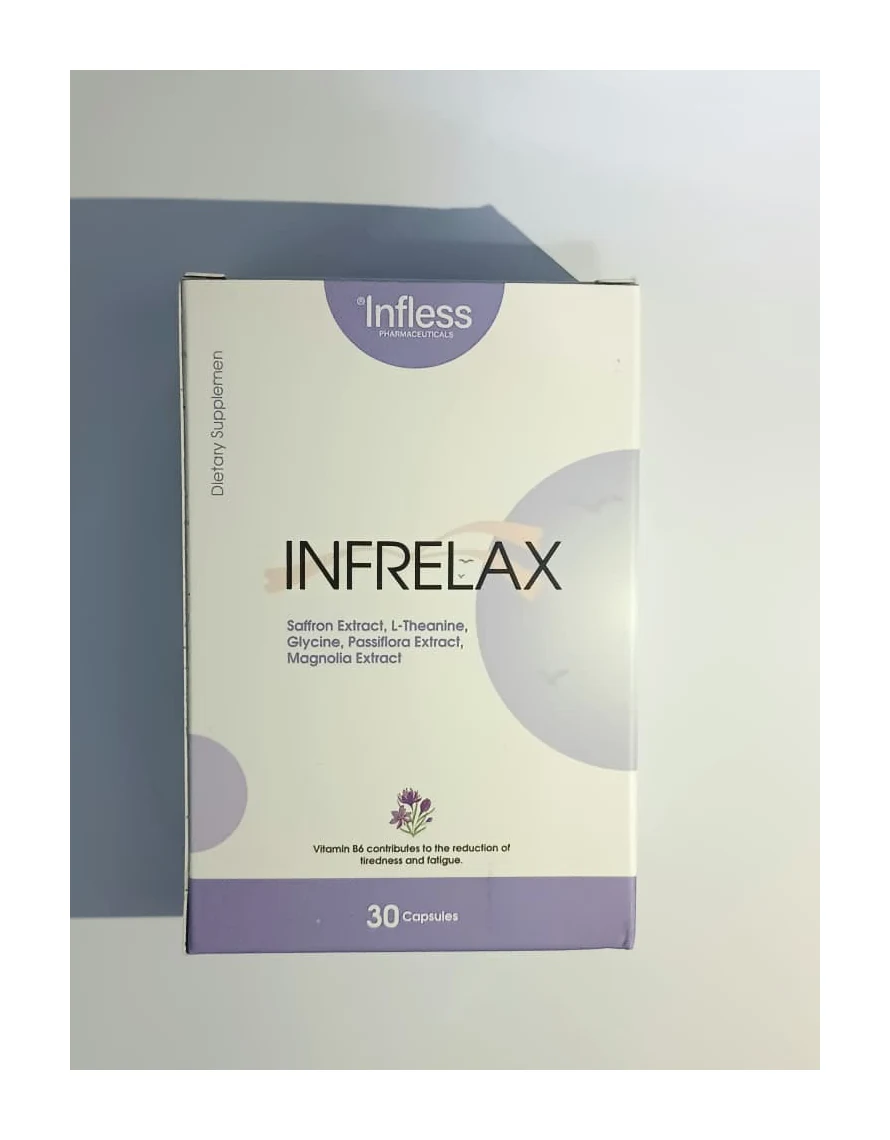 ®Infless
PHARMACEUTICALS
Dietary Supplemen
INFRELAX
Saffron Extract, L-Theanine,
Glycine, Passiflora Extract,
Magnolia Extract
Vitamin B6 contributes to the reduction of
tiredness and fatigue.
30 Capsules